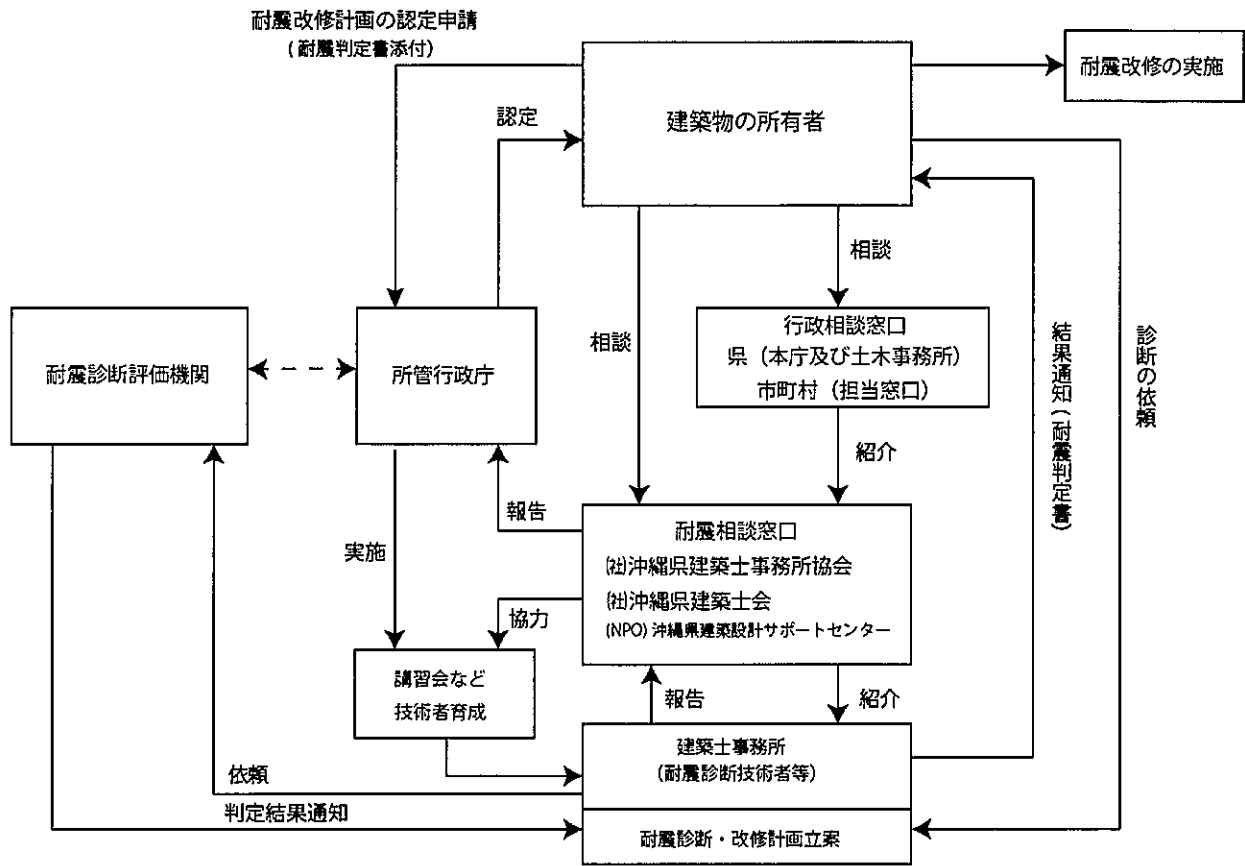 耐震改修計画の認定申請
(耐震判定書添付)
建築物の所有者
耐震改修の実施
認定
相談
相談
行政相談窓口
県（本庁及び土木事務所）
市町村（担当窓口）
結果通知(耐震判定書)
診断の依頼
耐震診断評価機関
所管行政庁
紹介
報告
実施
耐震相談窓口
㈳沖縄県建築士事務所協会
㈳沖縄県建築士会
(NPO) 沖縄県建築設計サポートセンター
協力
講習会など
技術者育成
報告
紹介
建築士事務所
（耐震診断技術者等）
依頼
判定結果通知
耐震診断・改修計画立案